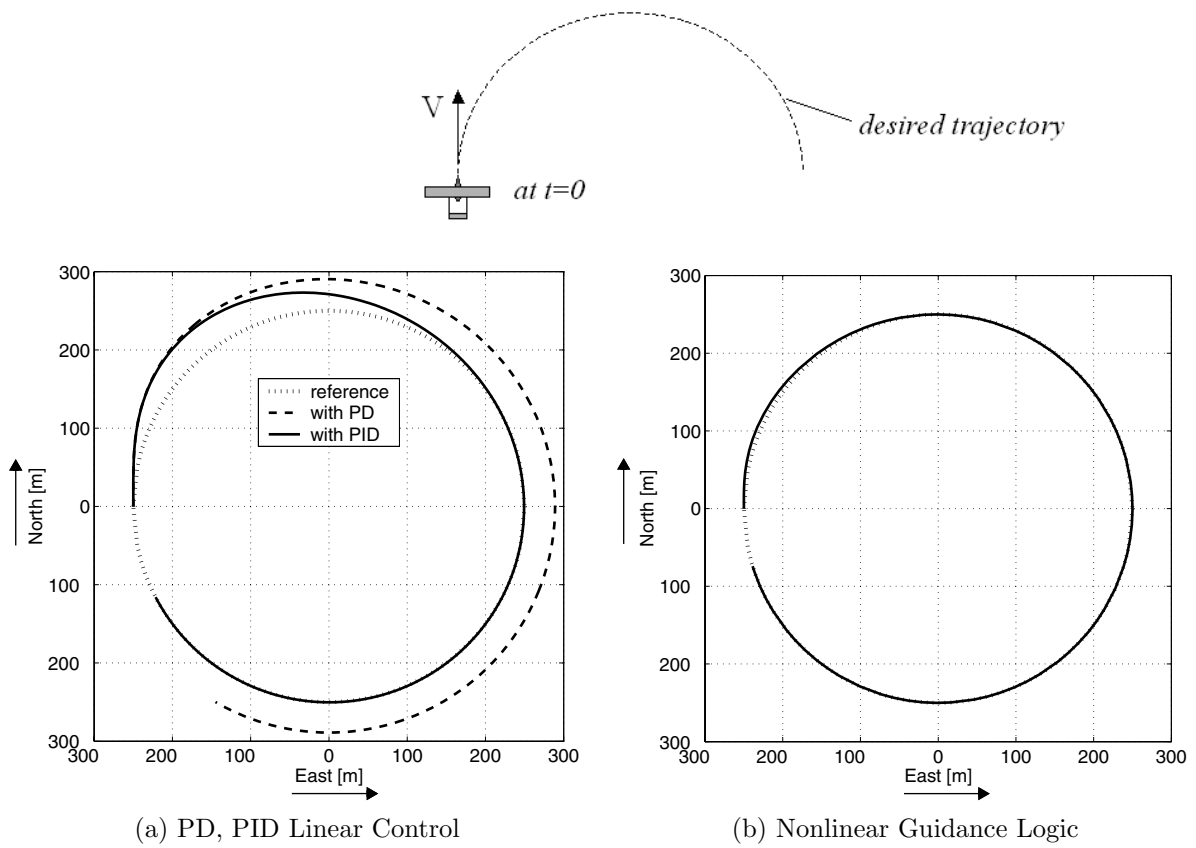 V
desired trajectory
at t=0
300
200
100
0
100
200
300
North [m]
300 200 100 0 100 200 300
East [m]
reference
with PD
with PID
(a) PD, PID Linear Control
300
200
100
0
100
200
300
North [m]
300 200 100 0 100 200 300
East [m]
(b) Nonlinear Guidance Logic